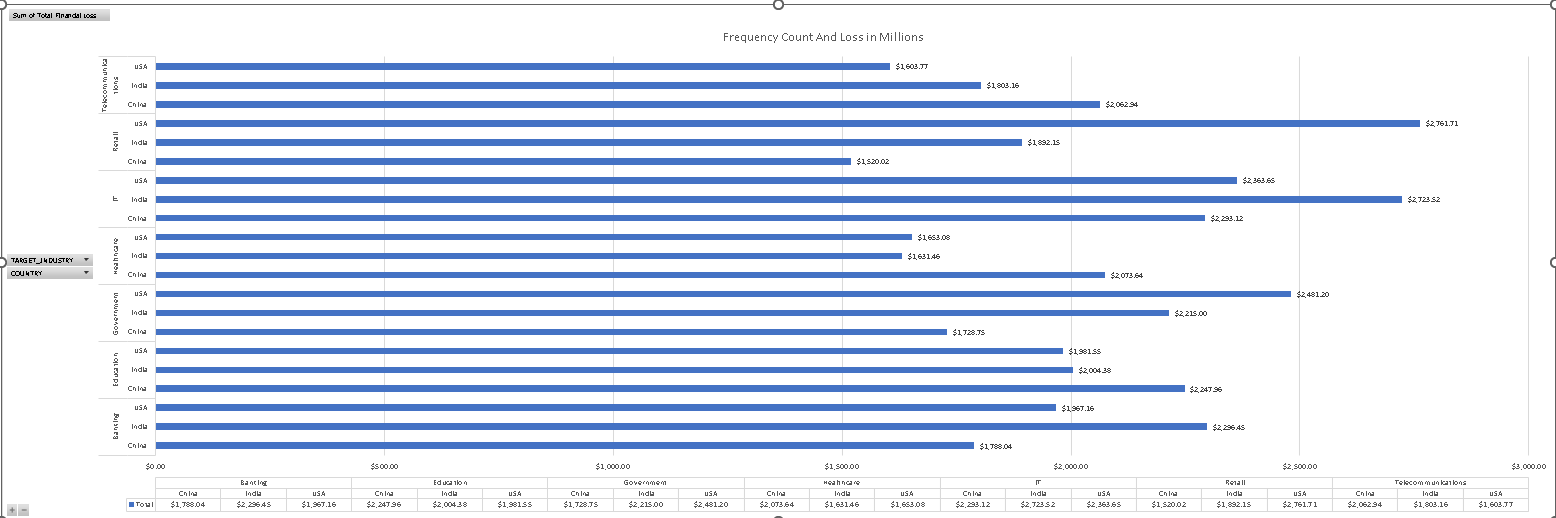 Sum of Total Financial Loss
Frequency Count And Loss in Millions
Telecommunications
USA $1,603.77
India $1,803.16
China $2,062.94
Retail
USA $2,761.71
India $1,892.15
China $1,520.02
IT
USA $2,363.65
India $2,723.52
China $2,293.12
Healthcare
USA $1,653.08
India $1,631.46
China $2,073.64
Government
USA $2,481.20
India $2,215.00
China $1,728.75
Education
USA $1,981.55
India $2,004.38
China $2,247.96
Banking
USA $1,967.16
India $2,296.45
China $1,788.04
TARGET_INDUSTRY
COUNTRY
$0.00 $500.00 $1,000.00 $1,500.00 $2,000.00 $2,500.00 $3,000.00
Banking Education Government Healthcare IT Retail Telecommunications
China India USA China India USA China India USA China India USA China India USA China India USA China India USA
Total $1,788.04 $2,296.45 $1,967.16 $2,247.96 $2,004.38 $1,981.55 $1,728.75 $2,215.00 $2,481.20 $2,073.64 $1,631.46 $1,653.08 $2,293.12 $2,723.52 $2,363.65 $1,520.02 $1,892.15 $2,761.71 $2,062.94 $1,803.16 $1,603.77